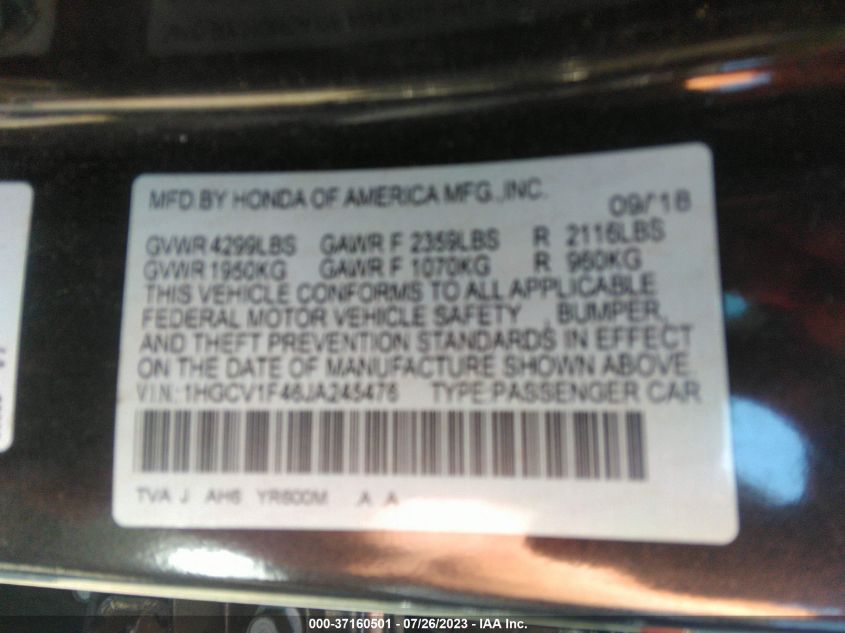 MFD.BY HONDA OF AMERICA MFG.,INC. 09/18
GVWR 4299LBS GAWR F 2359LBS R 2116LBS
GVWR 1950KG GAWR F 1070KG R 960KG
THIS VEHICLE CONFORMS TO ALL APPLICABLE
FEDERAL MOTOR VEHICLE SAFETY , BUMPER,
AND THEFT PREVENTION STANDARDS IN EFFECT
ON THE DATE OF MANUFACTURE SHOWN ABOVE.
VIN: 1HGCV1F46JA245476 TYPE:PASSENGER CAR
TVA J AH6 YR600M A A
000-37160501 / 07/26/2023 - IAA Inc.